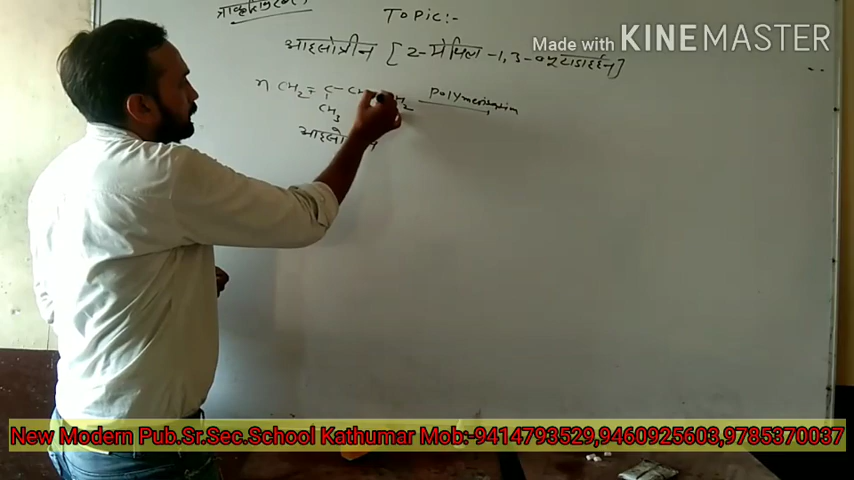 Topic:-
आइसोप्रीन [2-मेथिल-1,3-ब्यूटाडाईन]
Made with KINEMASTER
n CH2= C- CH
Polymerisation
CH3
New Modern Pub.Sr.Sec.School Kathumar Mob:-9414793529,9460925603,9785370037